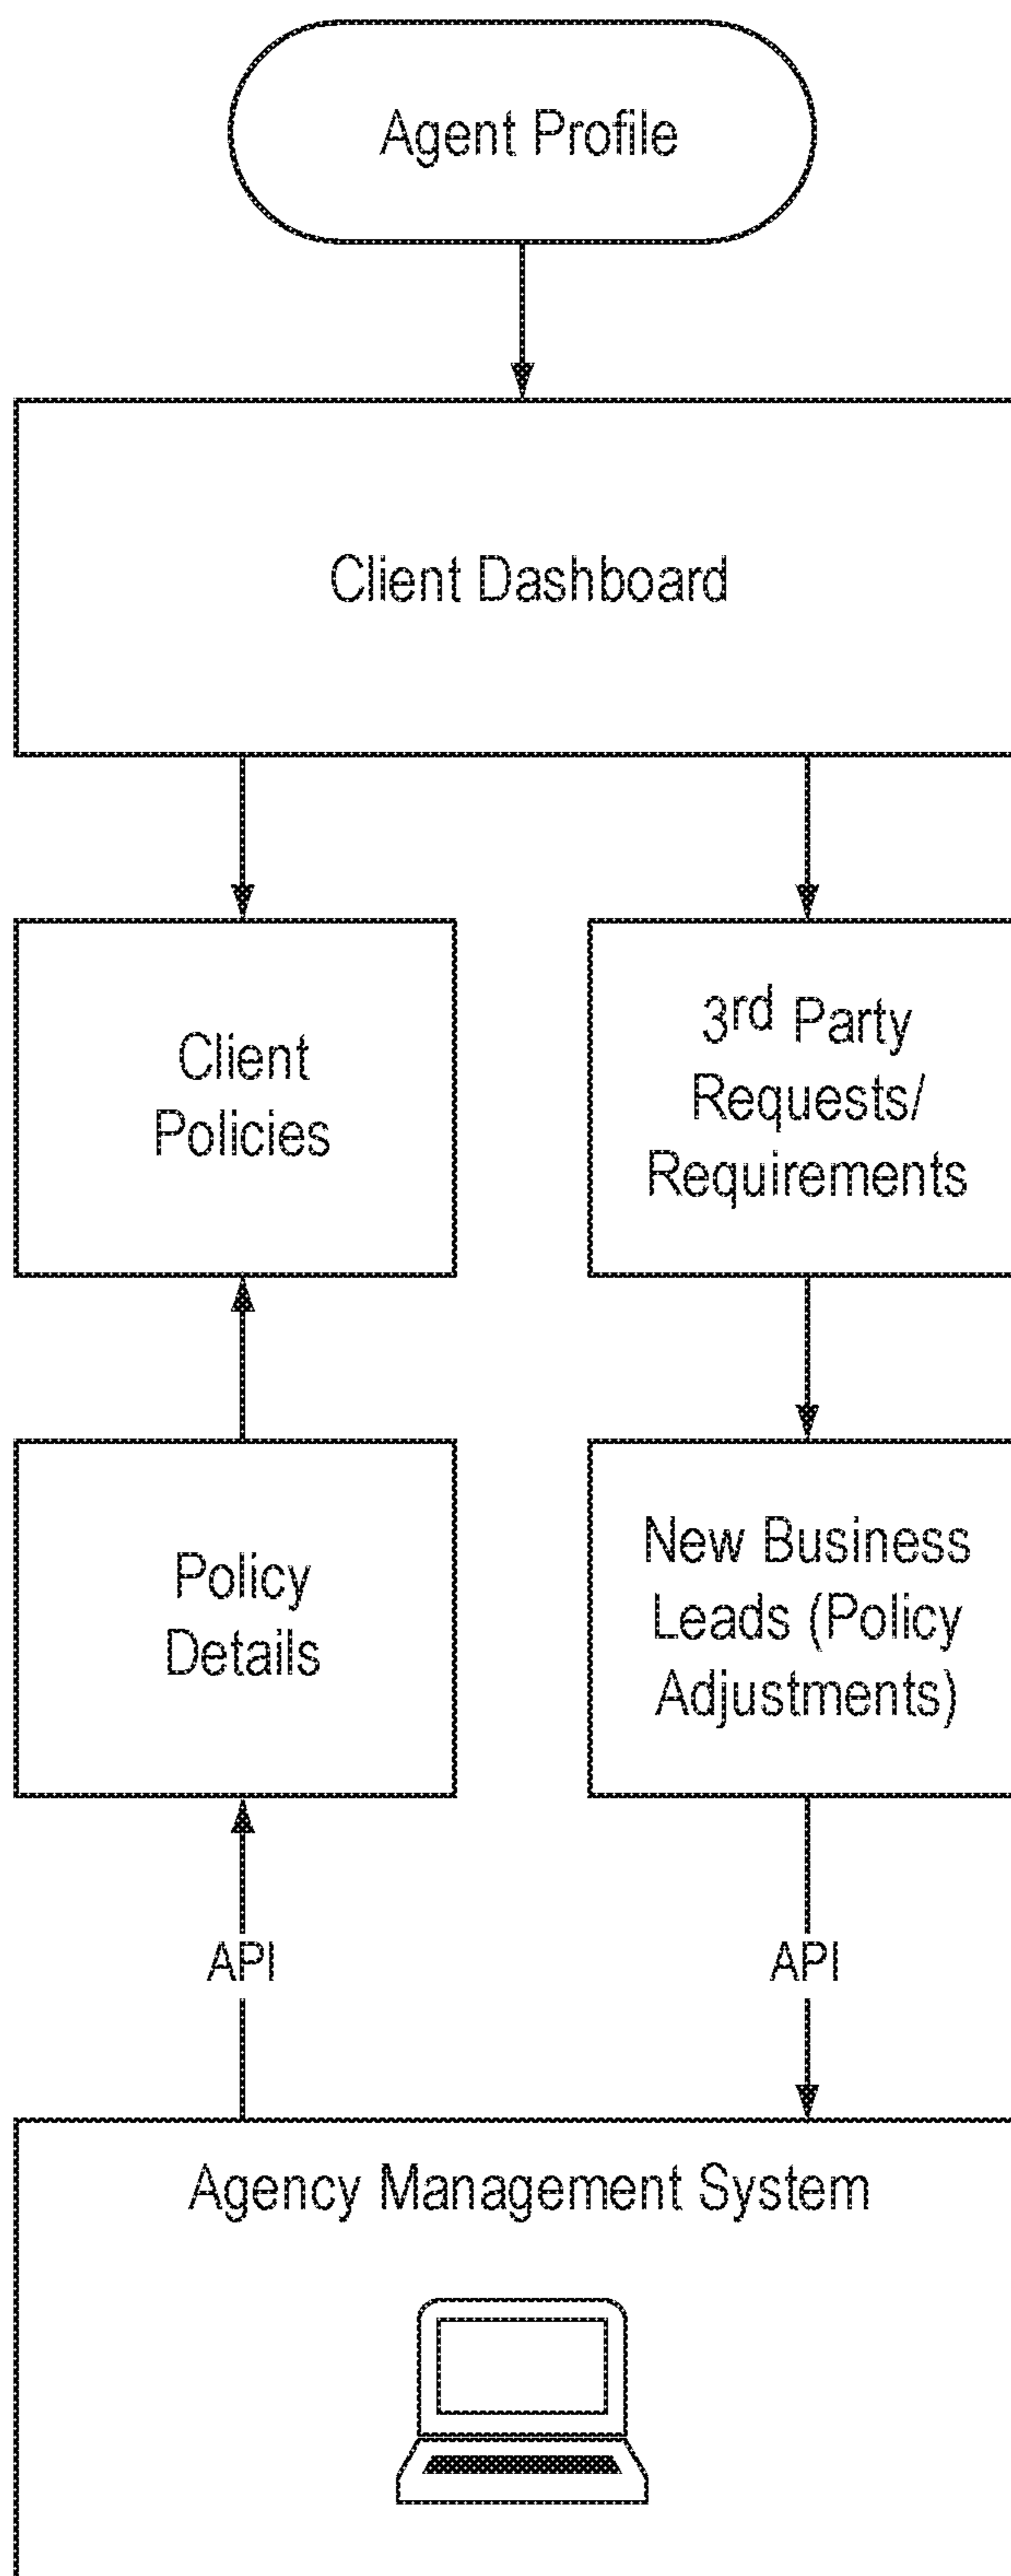 Agent Profile
Client Dashboard
Client
Policies
3rd Party
Requests/
Requirements
Policy
Details
New Business
Leads (Policy
Adjustments)
API
API
Agency Management System